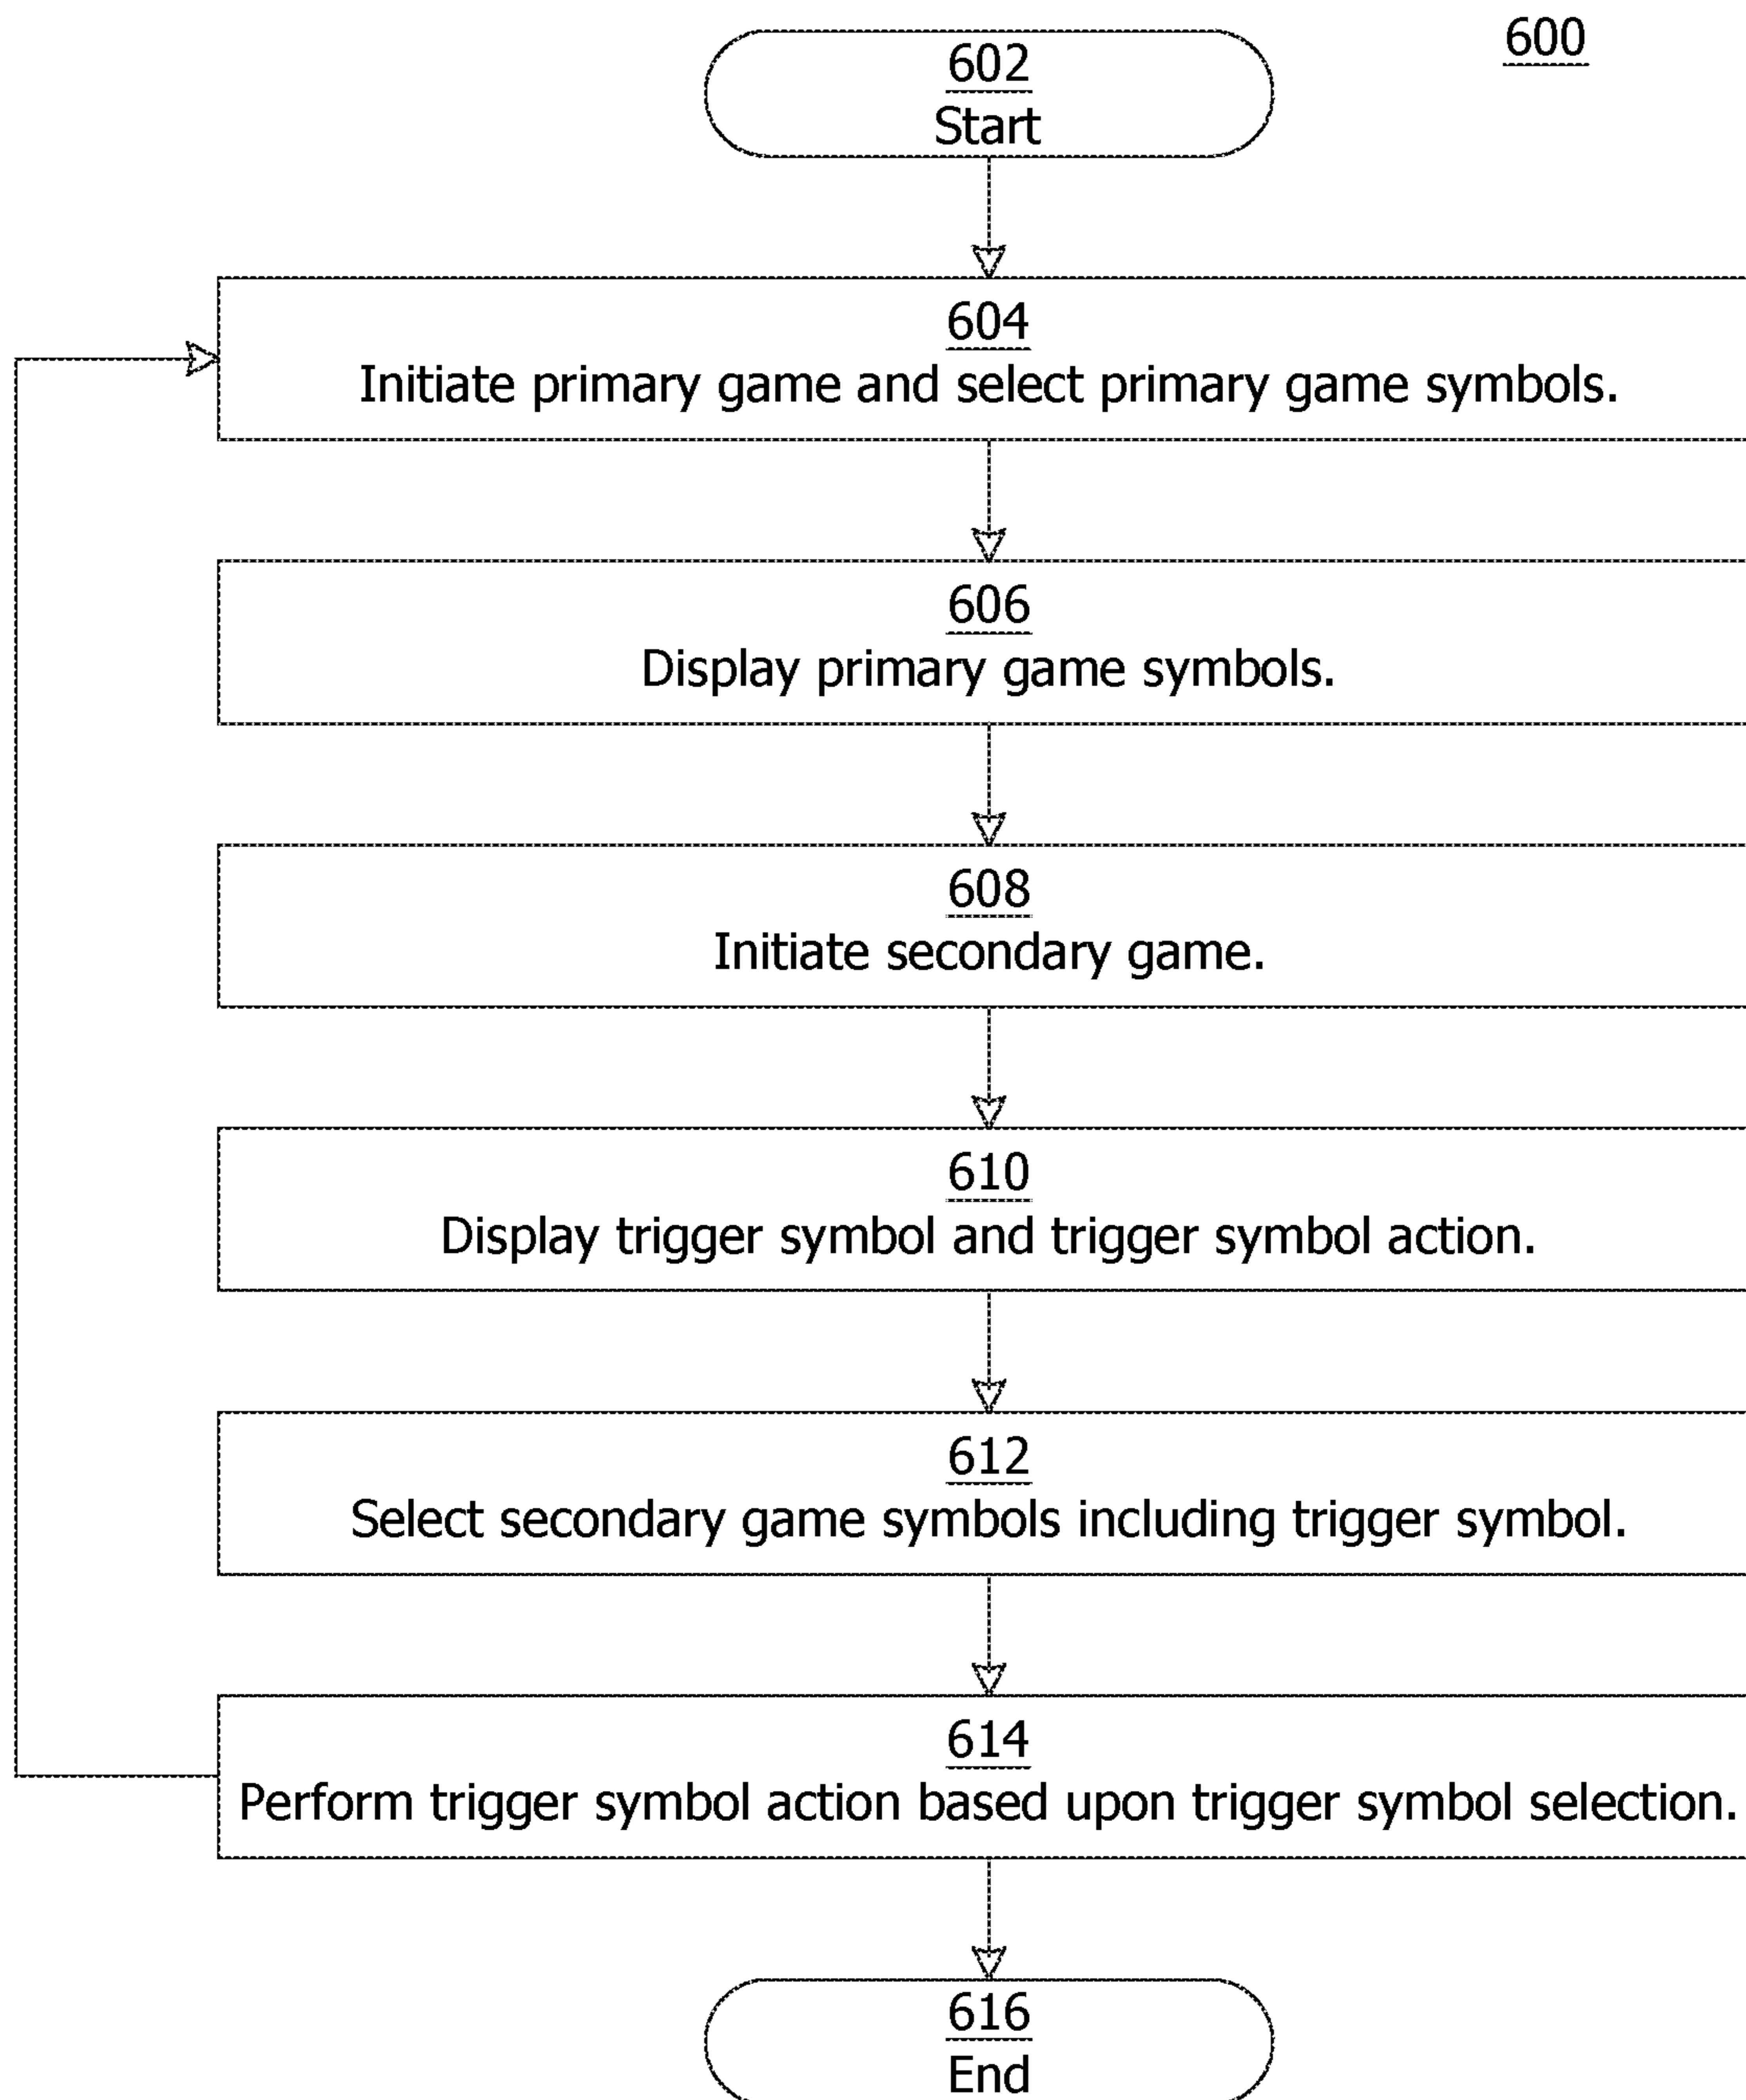 600
602
Start
604
Initiate primary game and select primary game symbols.
606
Display primary game symbols.
608
Initiate secondary game.
610
Display trigger symbol and trigger symbol action.
612
Select secondary game symbols including trigger symbol.
614
Perform trigger symbol action based upon trigger symbol selection.
616
End